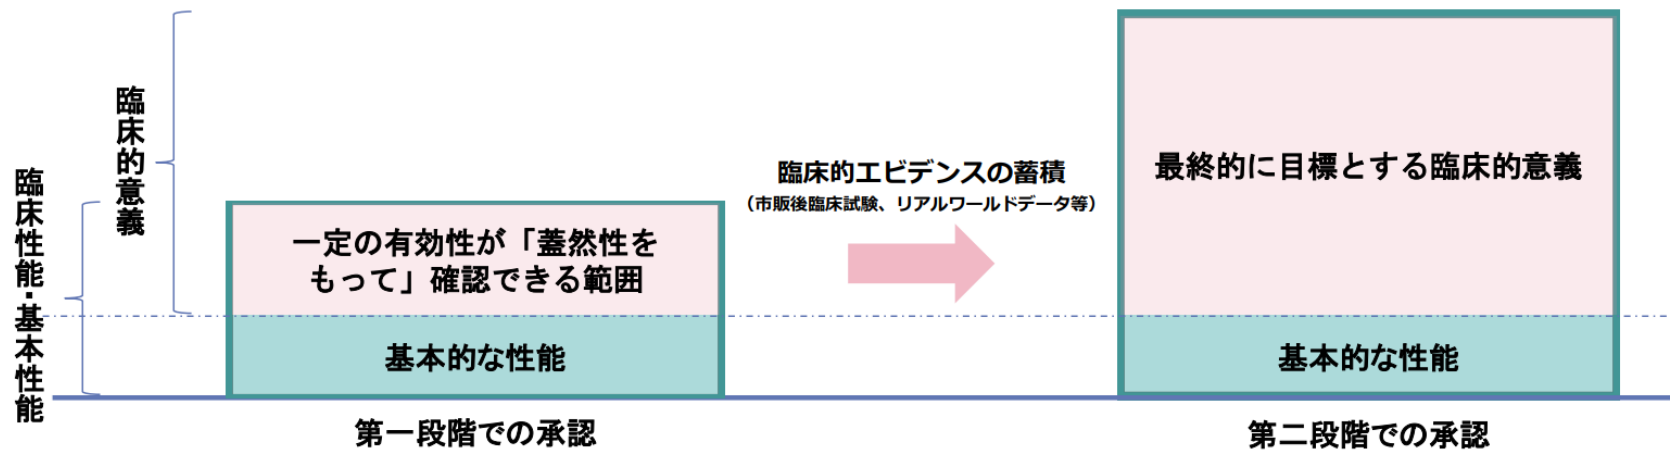 臨床的意義
臨床性能・基本性能
一定の有効性が「蓋然性を
もって」確認できる範囲
基本的な性能
第一段階での承認
臨床的エビデンスの蓄積
（市販後臨床試験、リアルワールドデータ等）
最終的に目標とする臨床的意義
基本的な性能
第二段階での承認